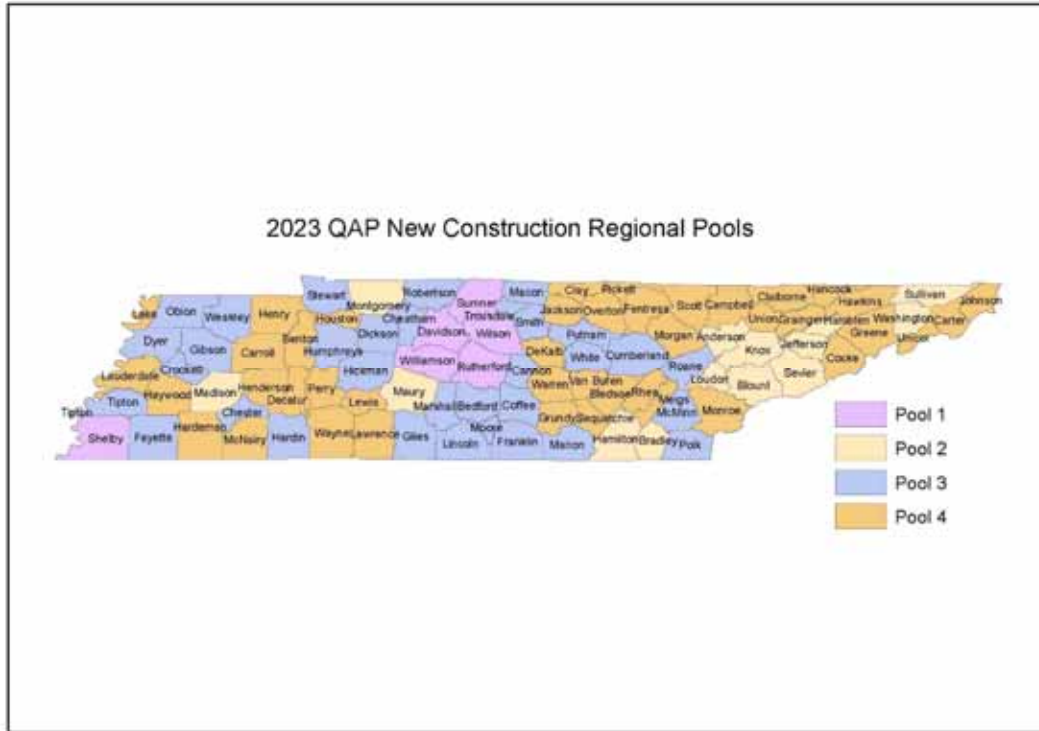 2023 QAP New Construction Regional Pools
Stewart
Robertson
Sumner
Macon
Clay
Pickett
Hancock
Sullivan
Johnson
Lake
Obion
Weakley
Henry
Houston
Montgomery
Cheatham
Trousdale
Smith
Jackson
Overton
Fentress
Scott
Campbell
Claiborne
Hawkins
Union
Grainger
Hamblen
Washington
Carter
Greene
Unicoi
Dyer
Gibson
Carroll
Benton
Humphreys
Dickson
Davidson
Wilson
DeKalb
Putnam
Morgan
Anderson
Knox
Jefferson
Cocke
Crockett
Hickman
Williamson
Rutherford
Cannon
White
Cumberland
Roane
Loudon
Blount
Sevier
Lauderdale
Haywood
Madison
Henderson
Decatur
Perry
Lewis
Maury
Marshall
Bedford
Coffee
Warren
Van Buren
Bledsoe
Rhea
Meigs
McMinn
Monroe
Tipton
Tipton
Shelby
Fayette
Hardeman
Chester
McNairy
Hardin
Wayne
Lawrence
Giles
Lincoln
Moore
Franklin
Grundy
Sequatchie
Marion
Hamilton
Bradley
Polk
Pool 1
Pool 2
Pool 3
Pool 4